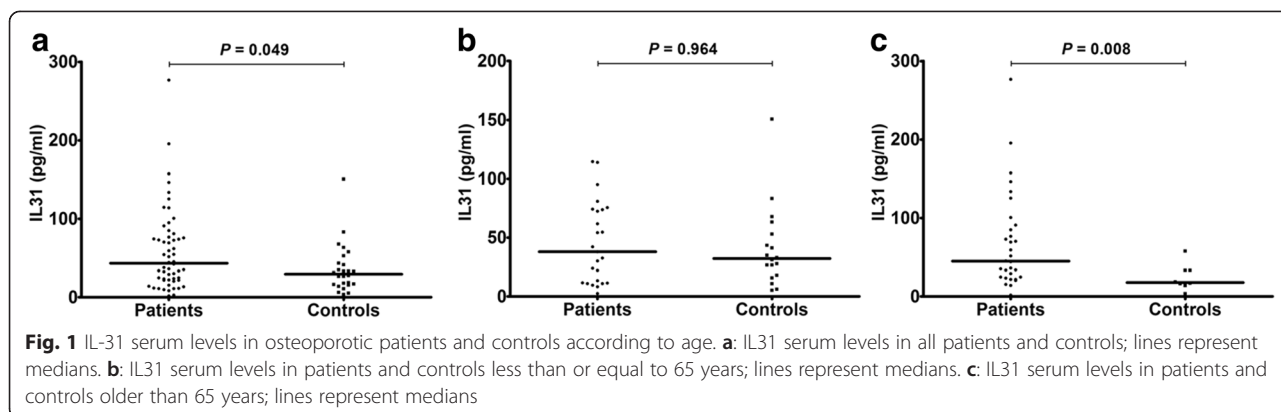 a
P = 0.049
300
200
100
0
IL31 (pg/ml)
Patients
Controls
b
P = 0.964
200
150
100
50
0
IL31 (pg/ml)
Patients
Controls
c
P = 0.008
300
200
100
0
IL31 (pg/ml)
Patients
Controls
Fig. 1 IL-31 serum levels in osteoporotic patients and controls according to age. a: IL31 serum levels in all patients and controls; lines represent
medians. b: IL31 serum levels in patients and controls less than or equal to 65 years; lines represent medians. c: IL31 serum levels in patients and
controls older than 65 years; lines represent medians